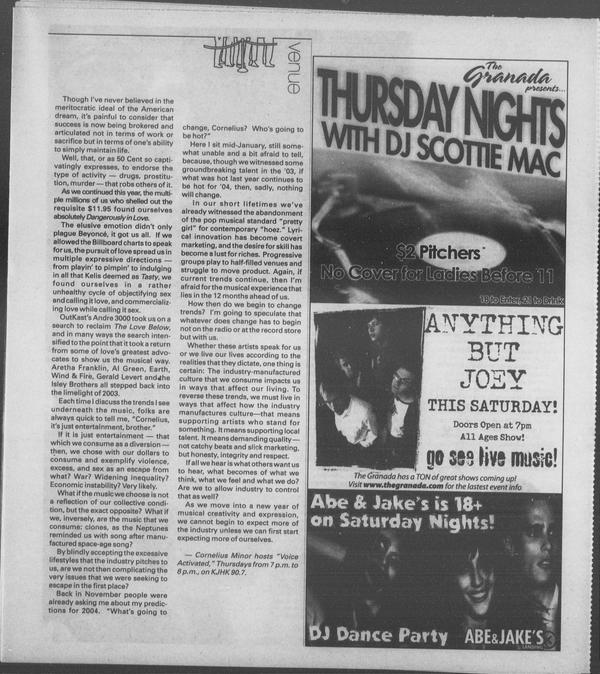 venue
Though I've never believed in the
meritocratic ideal of the American
dream, it's painful to consider that
success is now being brokered and
articulated not in terms of work or
sacrifice but in terms of one's ability
to simply maintain life.
Well, that, or as 50 Cent so capti-
vatingly expresses, to endorse the
type of activity — drugs, prostitu-
tion, murder — that robs others of it.
As we continued this year, the multi-
ple millions of us who shelled out the
requisite $11.95 found ourselves
absolutely Dangerously in Love.
The elusive emotion didn't only
plague Beyoncé, it got us all. If we
allowed the Billboard charts to speak
for us, the pursuit of love spread us in
multiple expressive directions —
from playin' to pimpin' to indulging
in all that Kelis deemed as Tasty, we
found ourselves in a rather
unhealthy cycle of objectifying sex
and calling it love, and commercializ-
ing love while calling it sex.
OutKast's Andre 3000 took us on a
search to reclaim The Love Below,
and in many ways the search inten-
sified to the point that it took a return
from some of love's greatest advo-
cates to show us the musical way.
Aretha Franklin, Al Green, Earth,
Wind & Fire, Gerald Levert and the
Isley Brothers all stepped back into
the limelight of 2003.
Each time I discuss the trends I see
underneath the music, folks are
always quick to tell me, "Cornelius,
it's just entertainment, brother."
If it is just entertainment — that
which we consume as a diversion —
then, we chose with our dollars to
consume and exemplify violence,
excess, and sex as an escape from
what? War? Widening inequality?
Economic instability? Very likely.
What if the music we choose is not
a reflection of our collective condi-
tion, but the exact opposite? What if
we, inversely, are the music that we
consume: clones, as the Neptunes
reminded us with song after manu-
factured space-age song?
By blindly accepting the excessive
lifestyles that the industry pitches to
us, are we not then complicating the
very issues that we were seeking to
escape in the first place?
Back in November people were
already asking me about my predic-
tions for 2004. "What's going to
change, Cornelius? Who's going to
be hot?"
Here I sit mid-January, still some-
what unable and a bit afraid to tell,
because, though we witnessed some
groundbreaking talent in the '03, if
what was hot last year continues to
be hot for '04, then, sadly, nothing
will change.
In our short lifetimes we've
already witnessed the abandonment
of the pop musical standard "pretty
girl" for contemporary "hoez." Lyri-
cal innovation has become covert
marketing, and the desire for skill has
become a lust for riches. Progressive
groups play to half-filled venues and
struggle to move product. Again, if
current trends continue, then I'm
afraid for the musical experience that
lies in the 12 months ahead of us.
How then do we begin to change
trends? I'm going to speculate that
whatever does change has to begin
not on the radio or at the record store
but with us.
Whether these artists speak for us
or we live our lives according to the
realities that they dictate, one thing is
certain: The industry-manufactured
culture that we consume impacts us
in ways that affect our living. To
reverse these trends, we must live in
ways that affect how the industry
manufactures culture—that means
supporting artists who stand for
something. It means supporting local
talent. It means demanding quality—
not catchy beats and slink marketing,
but honesty, integrity and respect.
If all we hear is what others want us
to hear, what becomes of what we
think, what we feel and what we do?
Are we to allow industry to control
that as well?
As we move into a new year of
musical creativity and expression,
we cannot begin to expect more of
the industry unless we can first start
expecting more of ourselves.
— Cornelius Minor hosts "Voice
Activated," Thursdays from 7 p.m. to
8 p.m., on KJHK 90.7.
The
Granada
presents...
THURSDAY NIGHTS
WITH DJ SCOTTIE MAC
$2 Pitchers
No Cover for Ladies Before 11
18 to Enter, 21 to Drink
ANYTHING
BUT
JOEY
THIS SATURDAY!
Doors Open at 7pm
All Ages Show!
go see live music!
The Granada has a TON of great shows coming up!
Visit www.thegranada.com for the lastest event info
Abe & Jake's is 18+
on Saturday Nights!
DJ Dance Party
ABE & JAKE'S
LANDING